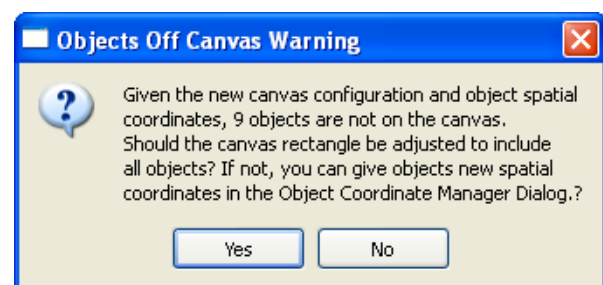 Objects Off Canvas Warning
Given the new canvas configuration and object spatial
coordinates, 9 objects are not on the canvas.
Should the canvas rectangle be adjusted to include
all objects? If not, you can give objects new spatial
coordinates in the Object Coordinate Manager Dialog.?
Yes No